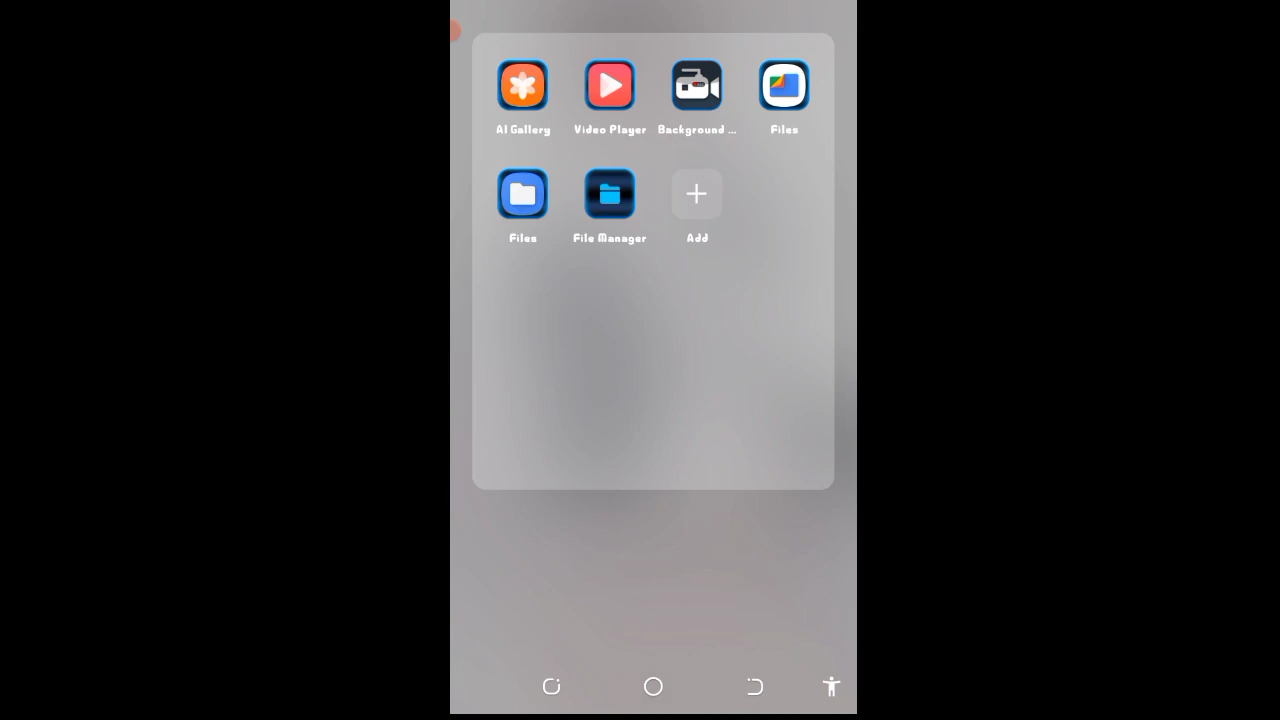 AI Gallery
Video Player
Background ...
Files
Files
File Manager
Add